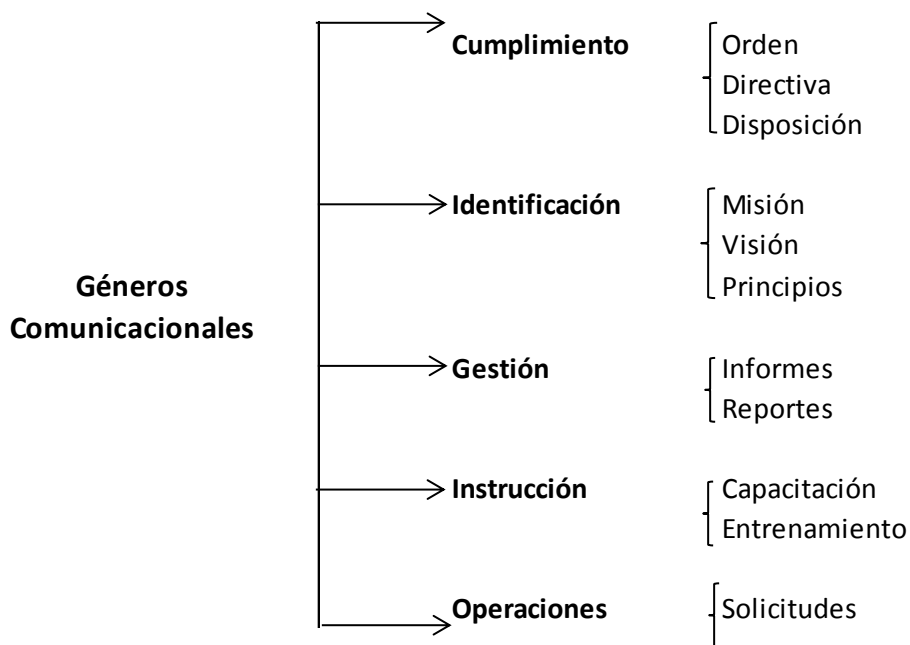 Cumplimiento
Orden
Directiva
Disposición
Identificación
Misión
Visión
Principios
Géneros
Comunicacionales
Gestión
Informes
Reportes
Instrucción
Capacitación
Entrenamiento
Operaciones
Solicitudes